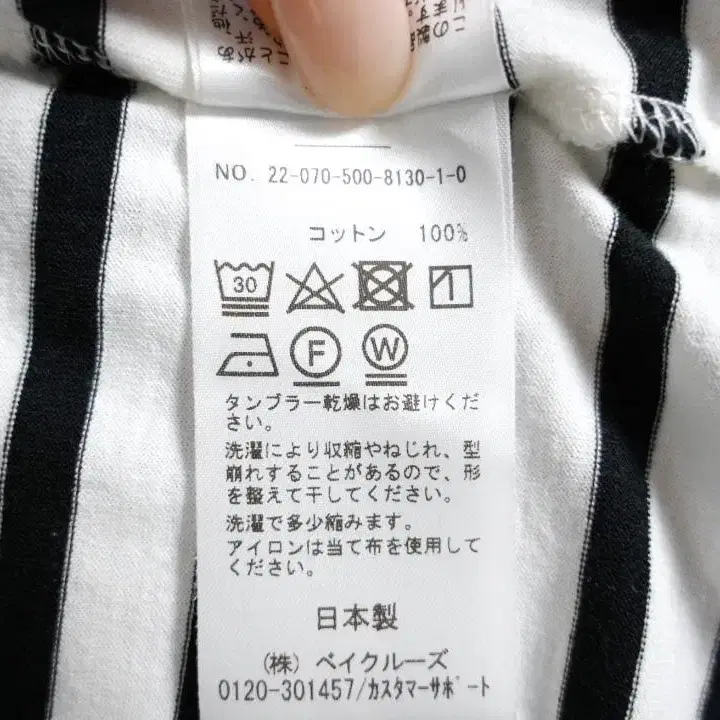 NO. 22-070-500-8130-1-0
コットン 100%
30
F
W
タンブラー乾燥はお避けくだ
さい。
洗濯により収縮やねじれ、型
崩れすることがあるので、形
を整えて干してください。
洗濯で多少縮みます。
アイロンは当て布を使用して
ください。
日本製
(株) ベイクルーズ
0120-301457/カスタマーサポート